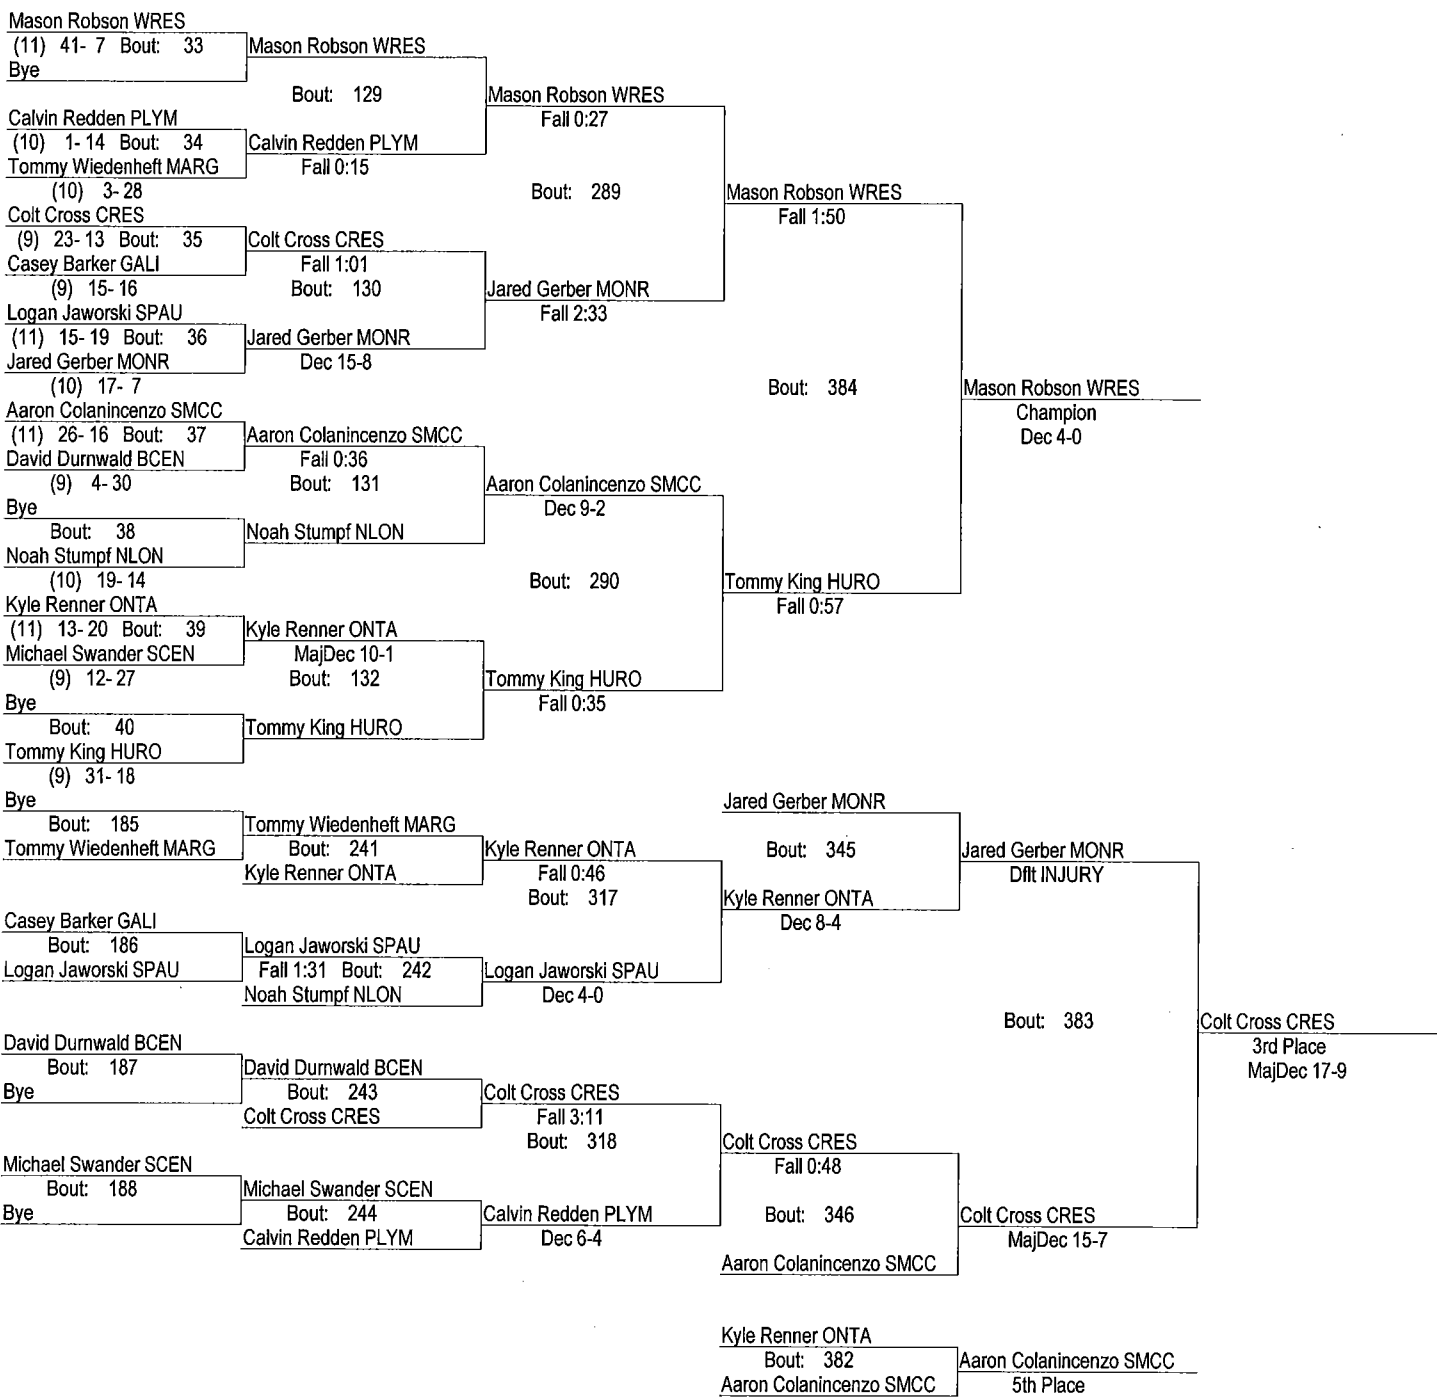 Mason Robson WRES
(11) 41- 7 Bout: 33
Bye
Mason Robson WRES
Bout: 129
Calvin Redden PLYM
(10) 1- 14 Bout: 34
Tommy Wiedenheft MARG
(10) 3- 28
Calvin Redden PLYM
Fall 0:15
Mason Robson WRES
Fall 0:27
Bout: 289
Colt Cross CRES
(9) 23- 13 Bout: 35
Casey Barker GALI
(9) 15- 16
Colt Cross CRES
Fall 1:01
Bout: 130
Logan Jaworski SPAU
(11) 15- 19 Bout: 36
Jared Gerber MONR
(10) 17- 7
Jared Gerber MONR
Dec 15-8
Jared Gerber MONR
Fall 2:33
Mason Robson WRES
Fall 1:50
Bout: 384
Aaron Colanincenzo SMCC
(11) 26- 16 Bout: 37
David Durnwald BCEN
(9) 4- 30
Aaron Colanincenzo SMCC
Fall 0:36
Bout: 131
Bye
Bout: 38
Noah Stumpf NLON
(10) 19- 14
Noah Stumpf NLON
Aaron Colanincenzo SMCC
Dec 9-2
Bout: 290
Kyle Renner ONTA
(11) 13- 20 Bout: 39
Michael Swander SCEN
(9) 12- 27
Kyle Renner ONTA
MajDec 10-1
Bout: 132
Bye
Bout: 40
Tommy King HURO
(9) 31- 18
Tommy King HURO
Tommy King HURO
Fall 0:35
Tommy King HURO
Fall 0:57
Mason Robson WRES
Champion
Dec 4-0
Bye
Bout: 185
Tommy Wiedenheft MARG
Tommy Wiedenheft MARG
Bout: 241
Kyle Renner ONTA
Kyle Renner ONTA
Fall 0:46
Bout: 317
Casey Barker GALI
Bout: 186
Logan Jaworski SPAU
Logan Jaworski SPAU
Fall 1:31 Bout: 242
Noah Stumpf NLON
Logan Jaworski SPAU
Dec 4-0
Jared Gerber MONR
Bout: 345
Kyle Renner ONTA
Dec 8-4
Jared Gerber MONR
Dflt INJURY
Bout: 383
David Durnwald BCEN
Bout: 187
Bye
David Durnwald BCEN
Bout: 243
Colt Cross CRES
Colt Cross CRES
Fall 3:11
Bout: 318
Michael Swander SCEN
Bout: 188
Bye
Michael Swander SCEN
Bout: 244
Calvin Redden PLYM
Calvin Redden PLYM
Dec 6-4
Colt Cross CRES
Fall 0:48
Bout: 346
Aaron Colanincenzo SMCC
Colt Cross CRES
MajDec 15-7
Colt Cross CRES
3rd Place
MajDec 17-9
Kyle Renner ONTA
Bout: 382
Aaron Colanincenzo SMCC
Aaron Colanincenzo SMCC
5th Place